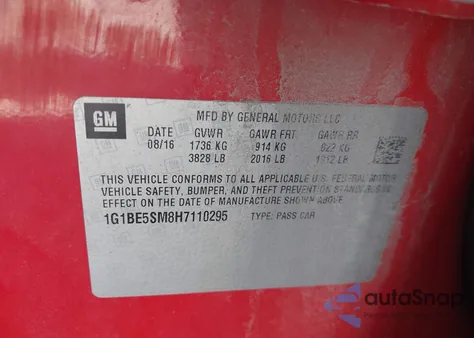 GM
MFD BY GENERAL MOTORS LLC
DATE GVWR GAWR FRT GAWR RR
08/16 1736 KG 914 KG 822 KG
3828 LB 2016 LB 1812 LB
THIS VEHICLE CONFORMS TO ALL APPLICABLE U.S. FEDERAL MOTOR
VEHICLE SAFETY, BUMPER, AND THEFT PREVENTION STANDARDS IN
EFFECT ON THE DATE OF MANUFACTURE SHOWN ABOVE.
1G1BE5SM8H7110295 TYPE: PASS CAR
autoSnap